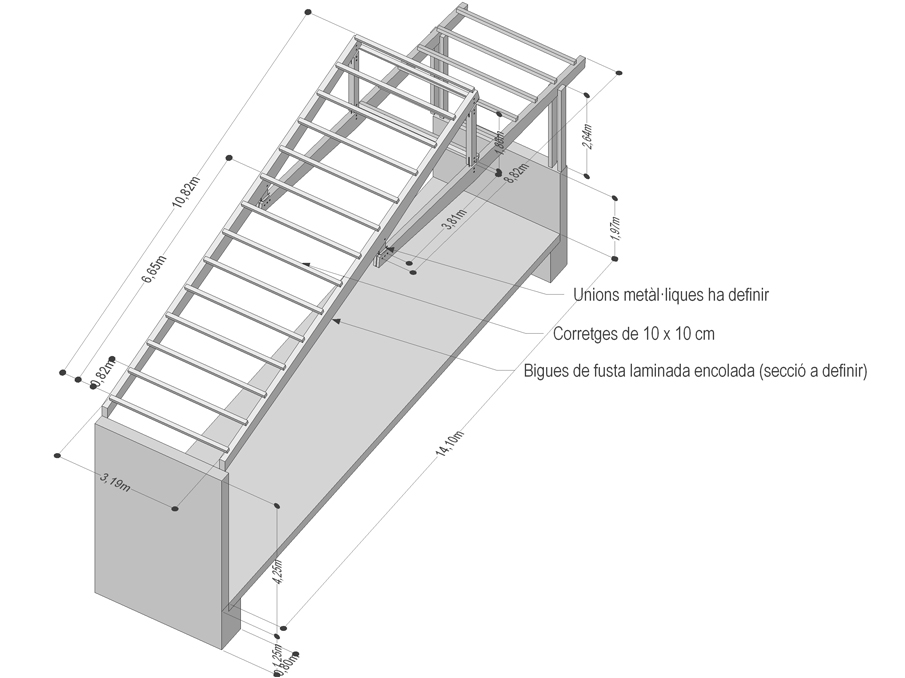 10,82m
2,64m
1,88m
8,82m
3,81m
1,97m
6,65m
Unions metàl·liques ha definir
Corretges de 10 x 10 cm
0,82m
Bigues de fusta laminada encolada (secció a definir)
14,10m
3,19m
4,25m
1,25m
0,80m